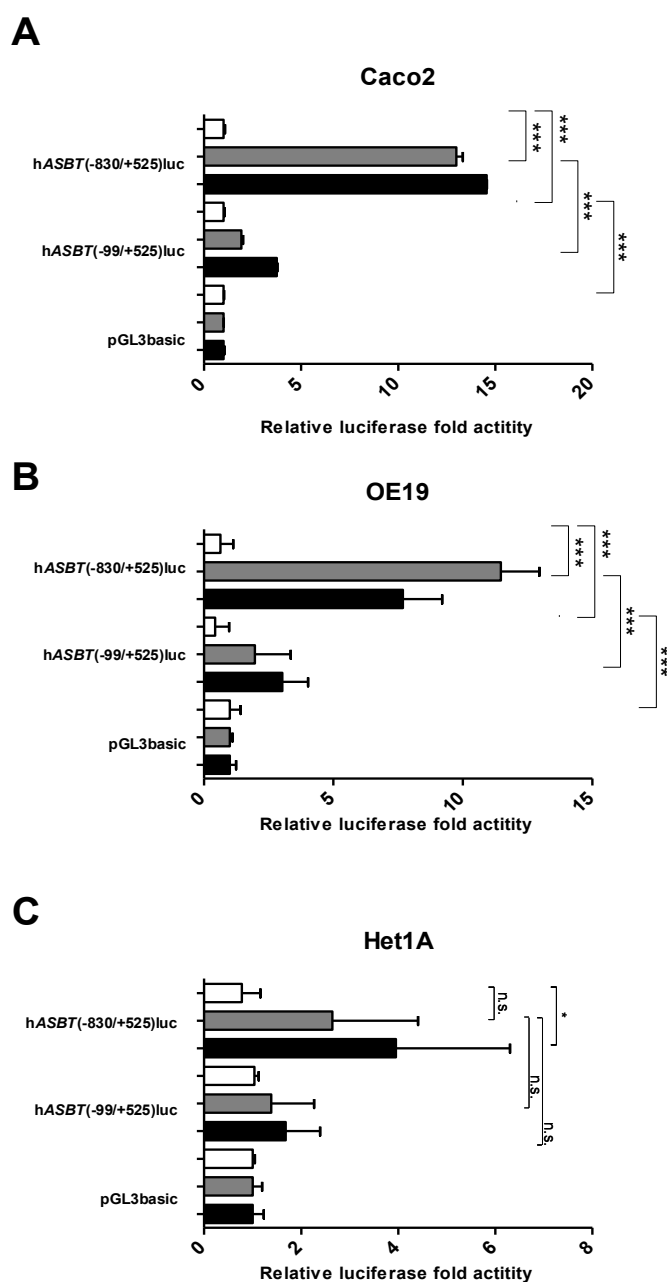 A
Caco2
hASBT(-830/+525)luc
hASBT(-99/+525)luc
pGL3basic
0 5 10 15 20
Relative luciferase fold actitity
*** *** *** ***
B
OE19
hASBT(-830/+525)luc
hASBT(-99/+525)luc
pGL3basic
0 5 10 15
Relative luciferase fold actitity
*** *** *** ***
C
Het1A
hASBT(-830/+525)luc
hASBT(-99/+525)luc
pGL3basic
0 2 4 6 8
Relative luciferase fold actitity
n.s. * n.s. n.s.